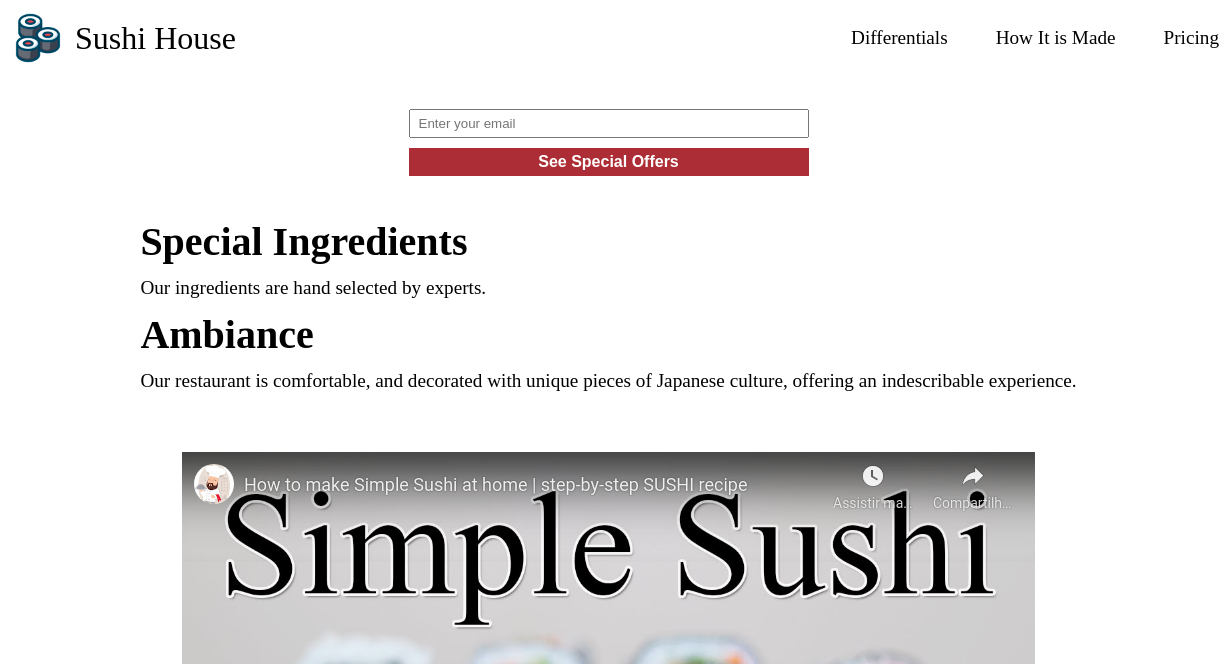 Sushi House
Differentials
How It is Made
Pricing
Enter your email
See Special Offers
Special Ingredients
Our ingredients are hand selected by experts.
Ambiance
Our restaurant is comfortable, and decorated with unique pieces of Japanese culture, offering an indescribable experience.
How to make Simple Sushi at home | step-by-step SUSHI recipe
Assistir ma...
Compartilh...
Simple Sushi